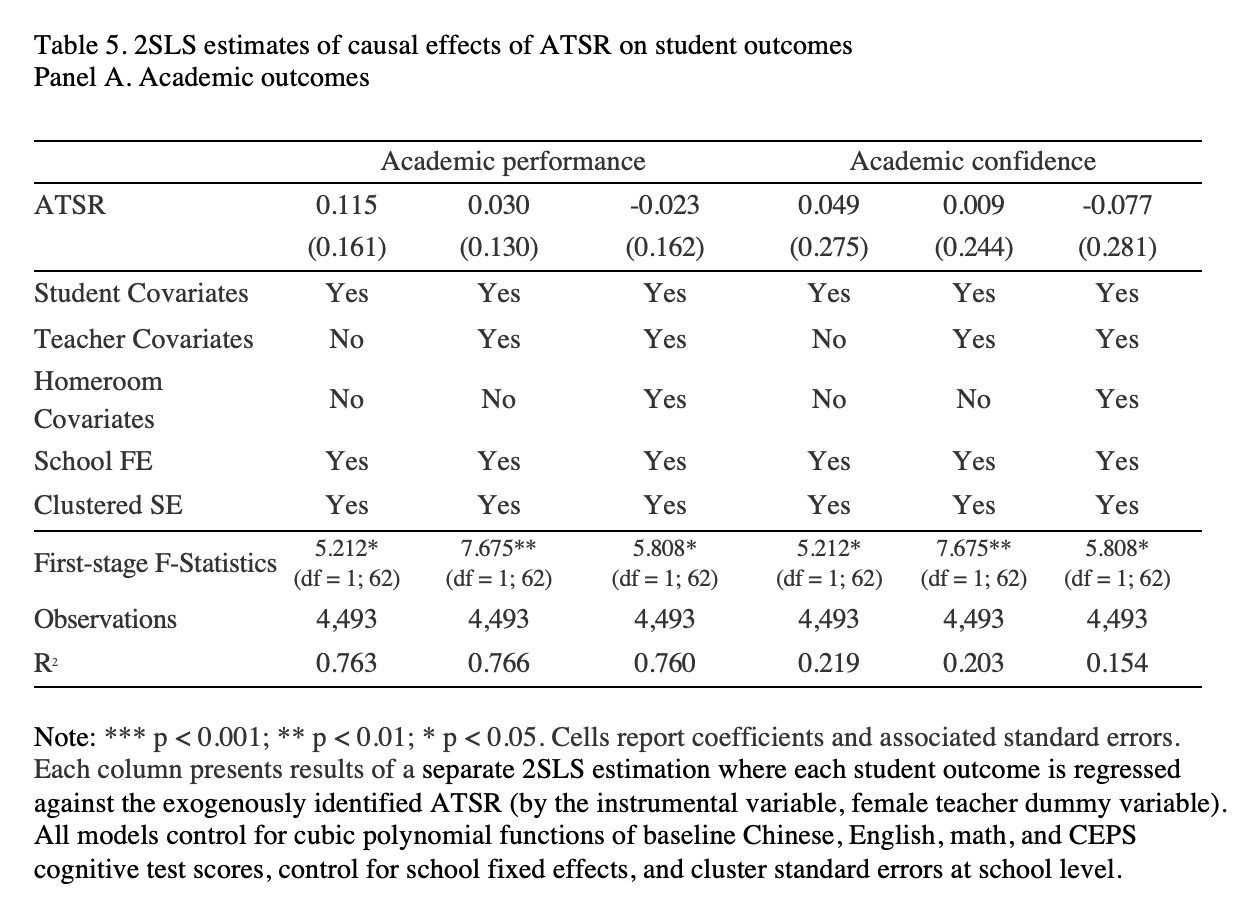 Table 5. 2SLS estimates of causal effects of ATSR on student outcomes
Panel A. Academic outcomes
Academic performance Academic confidence
ATSR 0.115 0.030 -0.023 0.049 0.009 -0.077
(0.161) (0.130) (0.162) (0.275) (0.244) (0.281)
Student Covariates Yes Yes Yes Yes Yes Yes
Teacher Covariates No Yes Yes No Yes Yes
Homeroom
Covariates No No Yes No No Yes
School FE Yes Yes Yes Yes Yes Yes
Clustered SE Yes Yes Yes Yes Yes Yes
First-stage F-Statistics 5.212* 7.675** 5.808* 5.212* 7.675** 5.808*
(df = 1; 62) (df = 1; 62) (df = 1; 62) (df = 1; 62) (df = 1; 62) (df = 1; 62)
Observations 4,493 4,493 4,493 4,493 4,493 4,493
R² 0.763 0.766 0.760 0.219 0.203 0.154
Note: *** p < 0.001; ** p < 0.01; * p < 0.05. Cells report coefficients and associated standard errors.
Each column presents results of a separate 2SLS estimation where each student outcome is regressed
against the exogenously identified ATSR (by the instrumental variable, female teacher dummy variable).
All models control for cubic polynomial functions of baseline Chinese, English, math, and CEPS
cognitive test scores, control for school fixed effects, and cluster standard errors at school level.